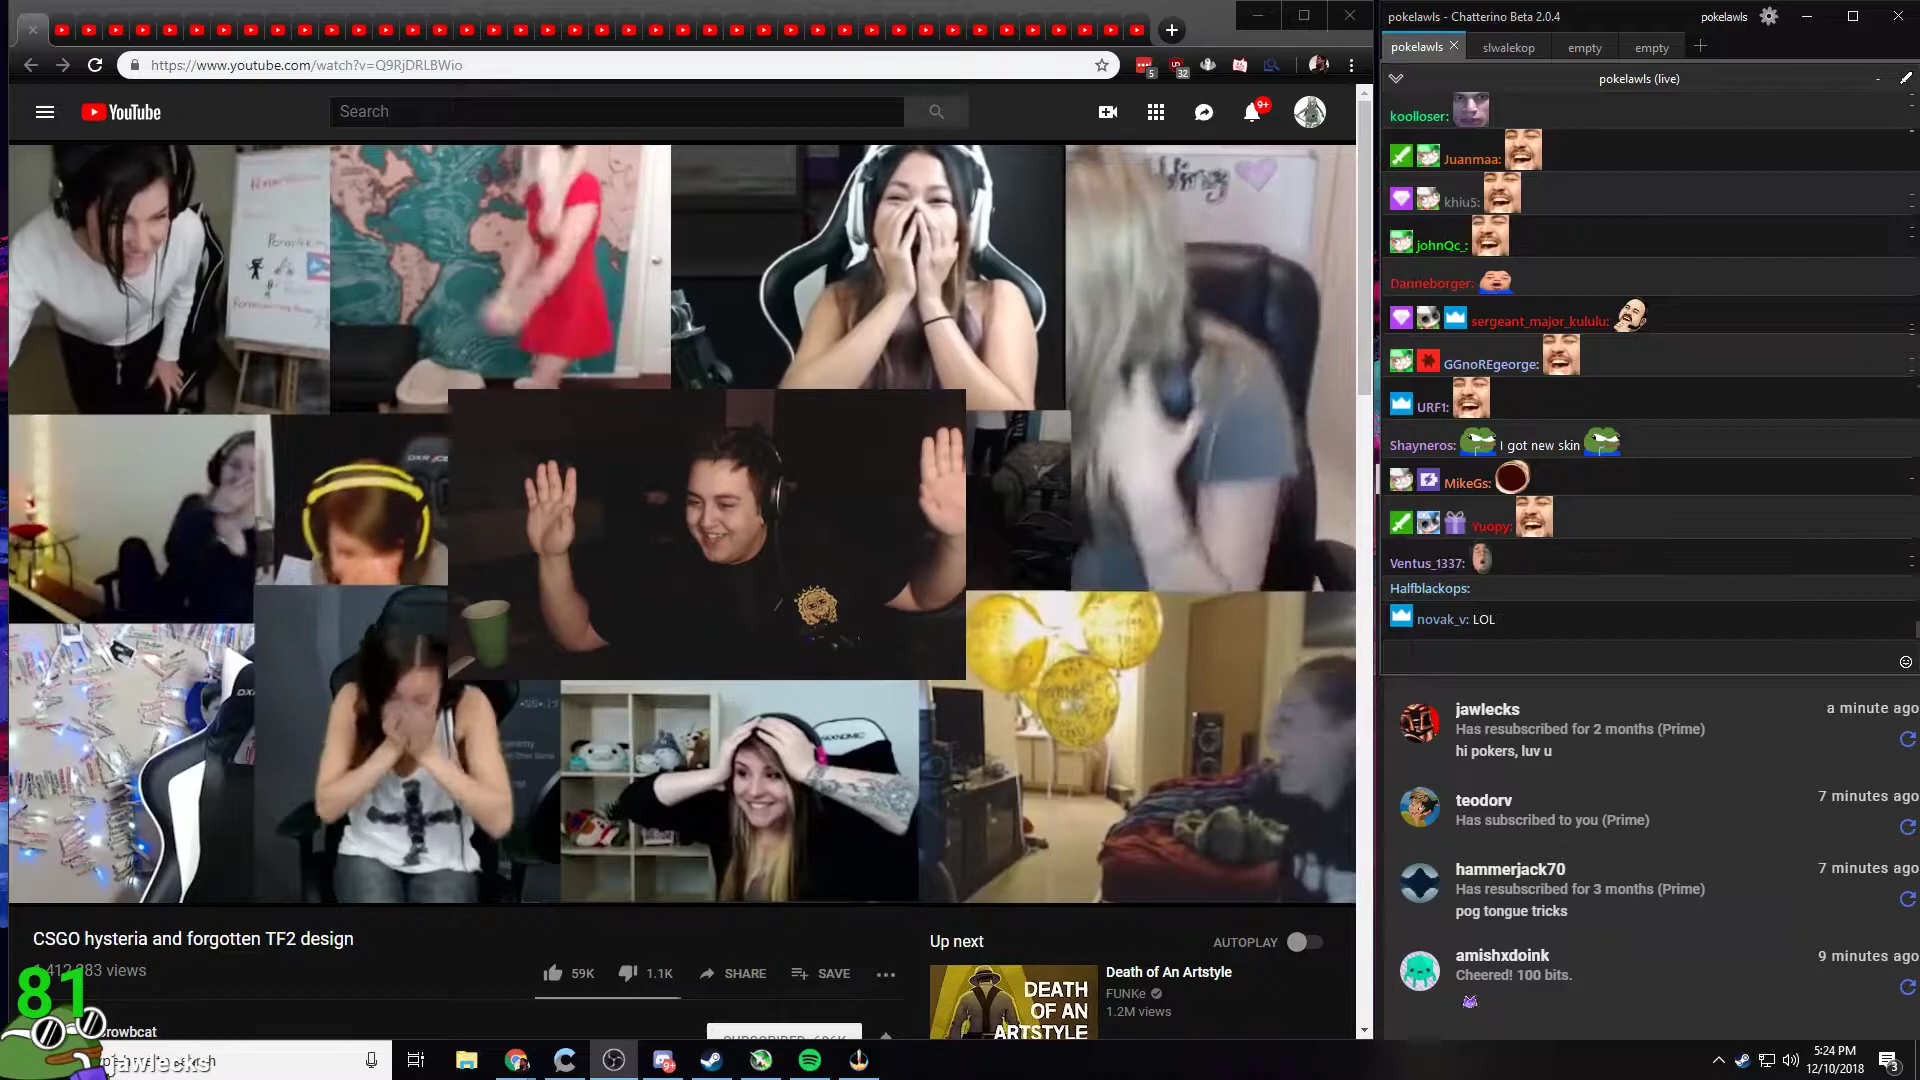 https://www.youtube.com/watch?v=Q9RjDRLBWio
5
32
YouTube
Search
9+
CSGO hysteria and forgotten TF2 design
59K
1.1K
SHARE
SAVE
Up next
AUTOPLAY
Death of An Artstyle
FUNKe
1.2M views
DEATH
OF AN
ARTSTYLE
81
jawlecks
pokelawls - Chatterino Beta 2.0.4
pokelawls
pokelawls
slwalekop
empty
empty
pokelawls (live)
koolloser:
Juanmaa:
khiu5:
johnQc_:
Danneborger:
sergeant_major_kululu:
GGnoREgeorge:
URF1:
Shayneros: I got new skin
MikeGs:
Yuopy:
Ventus_1337:
Halfblackops:
novak_v: LOL
jawlecks
a minute ago
Has resubscribed for 2 months (Prime)
hi pokers, luv u
teodorv
7 minutes ago
Has subscribed to you (Prime)
hammerjack70
7 minutes ago
Has resubscribed for 3 months (Prime)
pog tongue tricks
amishxdoink
9 minutes ago
Cheered! 100 bits.
5:24 PM
12/10/2018
3